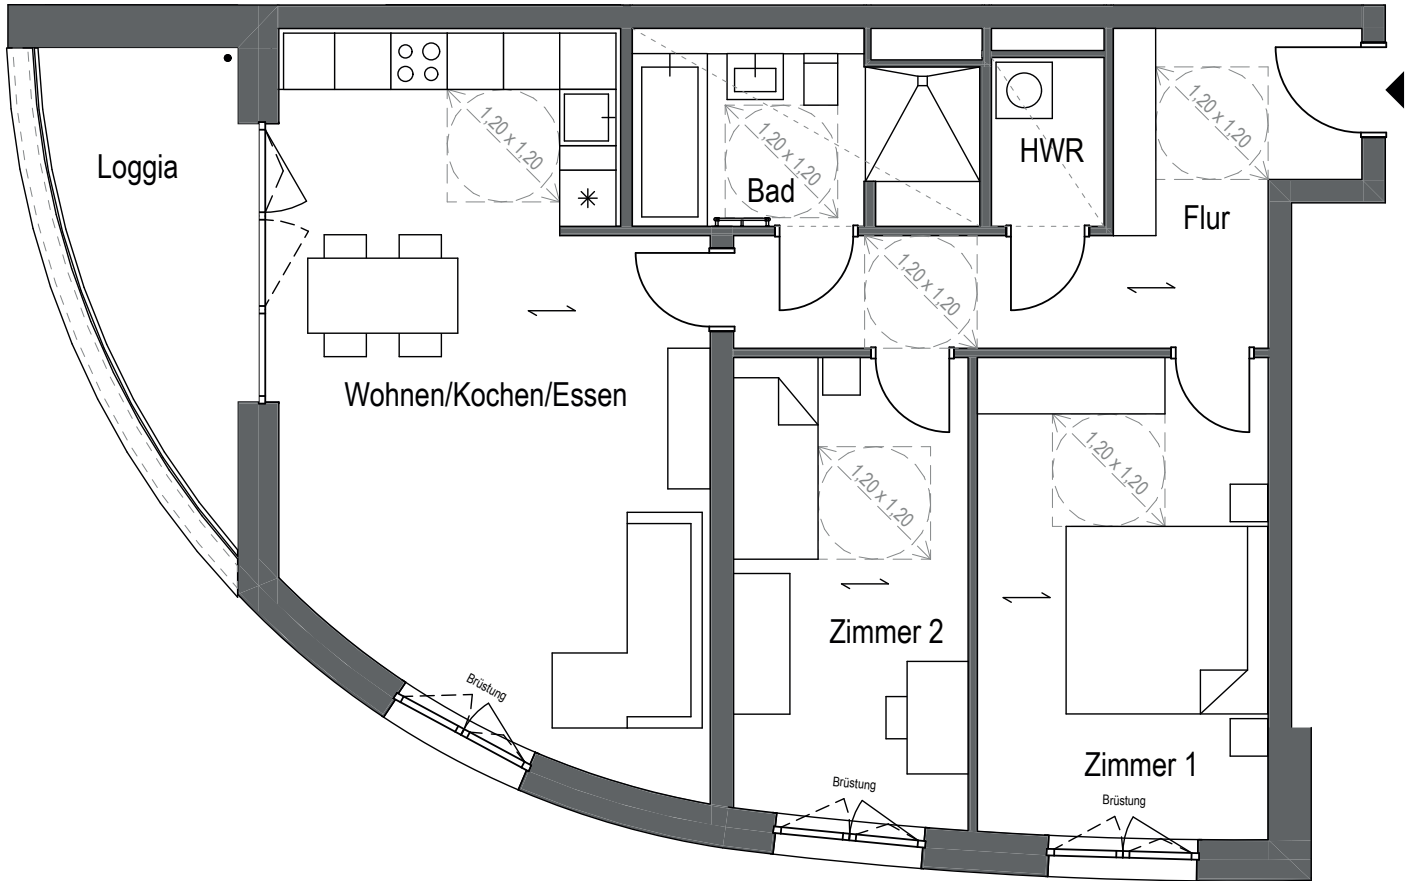 1,20 x 1,20
1,20 x 1,20
1,20 x 1,20
Loggia
HWR
Bad
Flur
1,20 x 1,20
Wohnen/Kochen/Essen
1,20 x 1,20
1,20 x 1,20
Zimmer 2
Brüstung
Zimmer 1
Brüstung
Brüstung